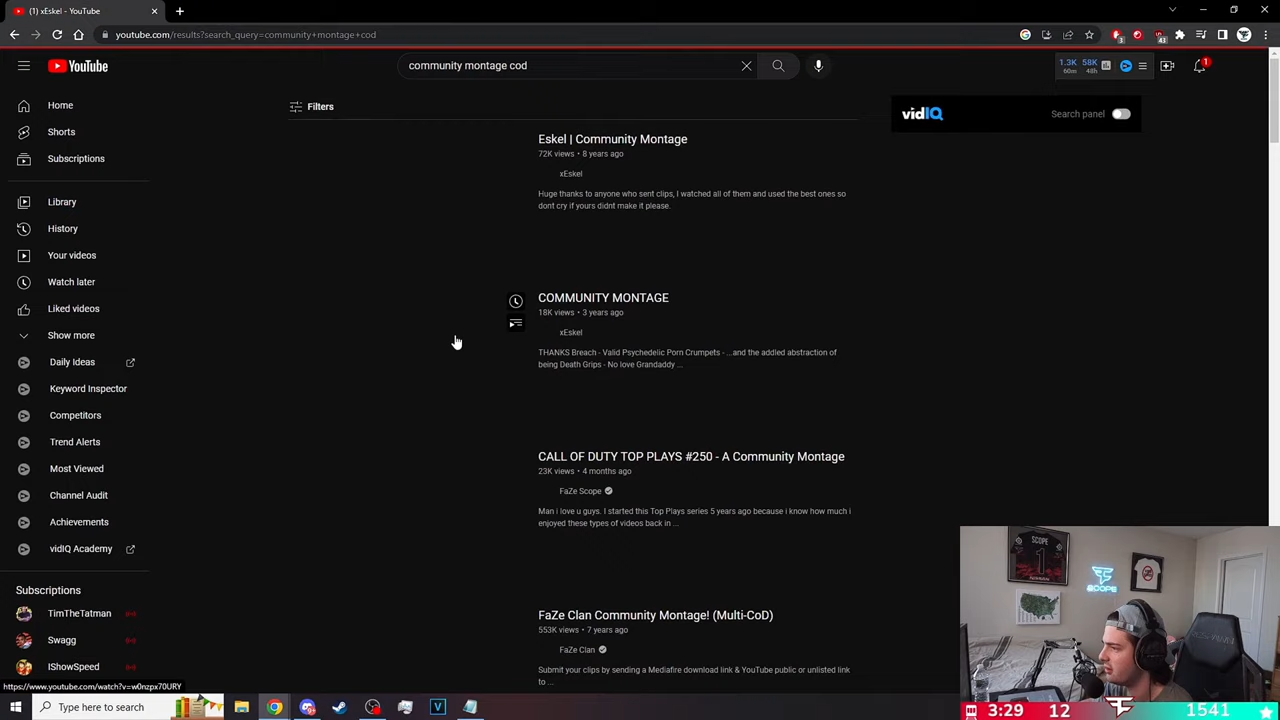 (1) xEskel - YouTube
youtube.com/results?search_query=community+montage+cod
3
43
YouTube
community montage cod
1.3K 58K
60m 48h
1
Home
Shorts
Subscriptions
Library
History
Your videos
Watch later
Liked videos
Show more
Daily Ideas
Keyword Inspector
Competitors
Trend Alerts
Most Viewed
Channel Audit
Achievements
vidIQ Academy
Subscriptions
TimTheTatman
Swagg
IShowSpeed
Filters
Eskel | Community Montage
72K views • 8 years ago
xEskel
Huge thanks to anyone who sent clips, I watched all of them and used the best ones so
dont cry if yours didnt make it please.
COMMUNITY MONTAGE
18K views • 3 years ago
xEskel
THANKS Breach - Valid Psychedelic Porn Crumpets - ...and the addled abstraction of
being Death Grips - No love Grandaddy ...
CALL OF DUTY TOP PLAYS #250 - A Community Montage
23K views • 4 months ago
FaZe Scope
Man i love u guys. I started this Top Plays series 5 years ago because i know how much i
enjoyed these types of videos back in ...
FaZe Clan Community Montage! (Multi-CoD)
553K views • 7 years ago
FaZe Clan
Submit your clips by sending a Mediafire download link & YouTube public or unlisted link
to ...
vidIQ
Search panel
SCOPE
1
SCOPE
https://www.youtube.com/watch?v=w0nzpx70URY
Type here to search
V
3:29 12 1541